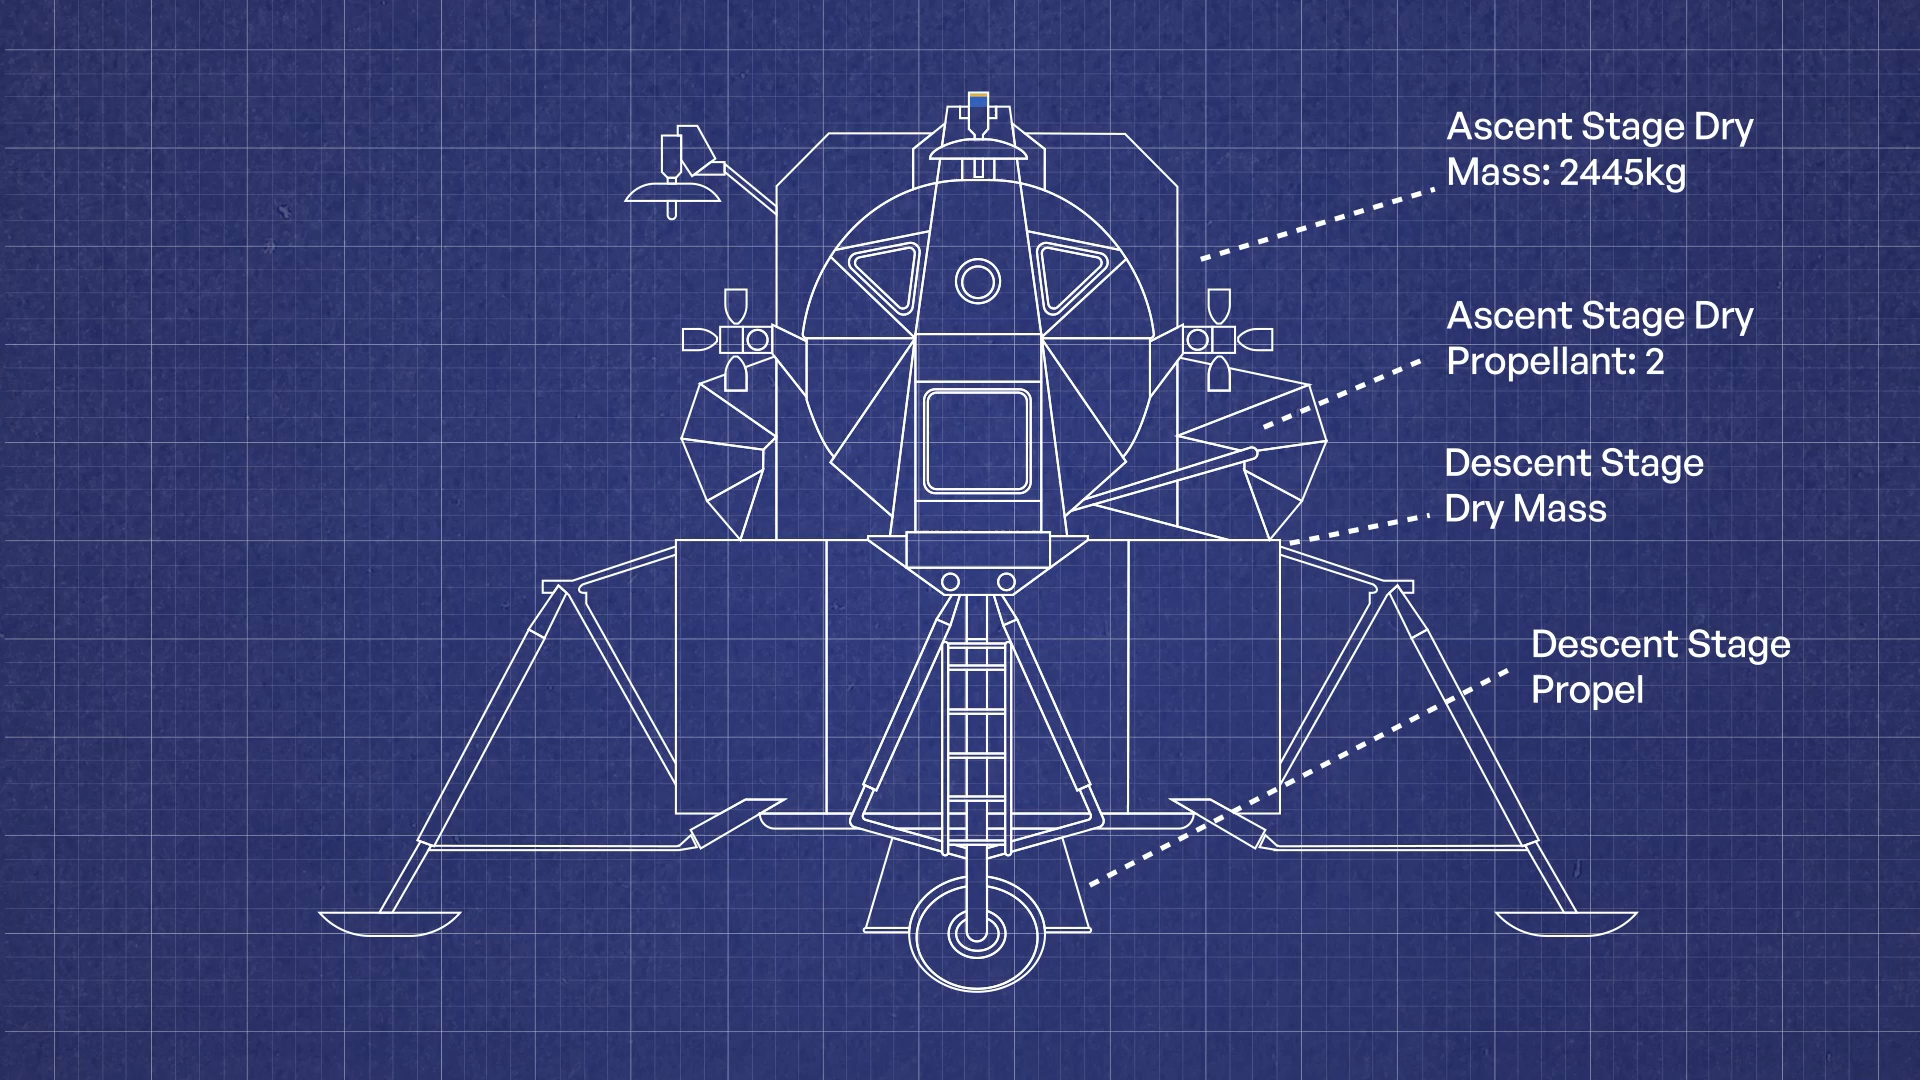 Ascent Stage Dry
Mass: 2445kg
Ascent Stage Dry
Propellant: 2
Descent Stage
Dry Mass
Descent Stage
Propel